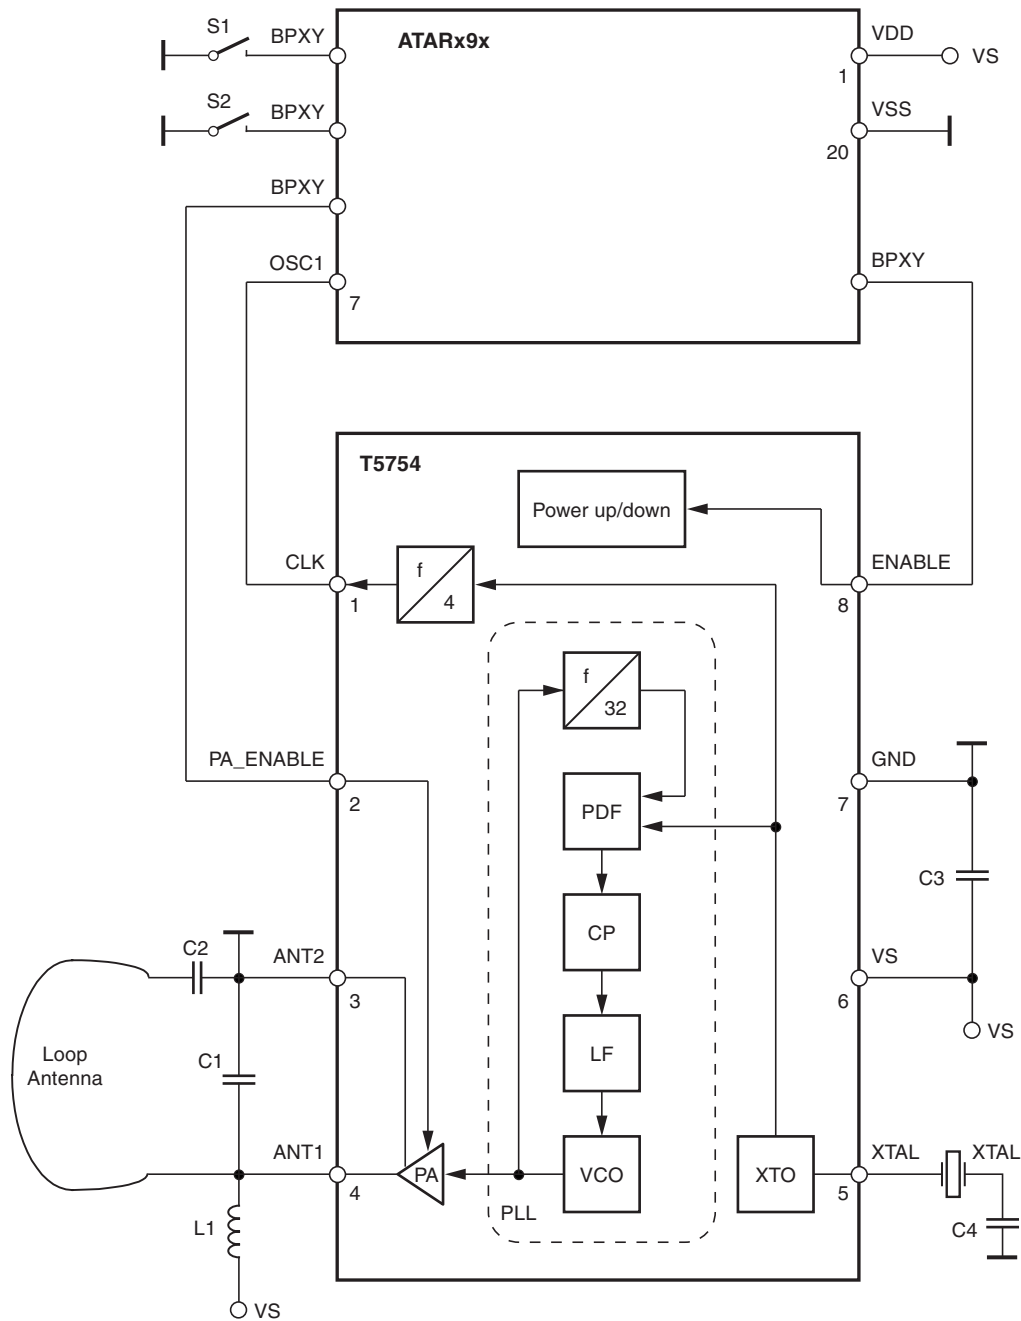 S1
BPXY
ATARx9x
VDD
1
VS
S2
BPXY
VSS
20
BPXY
OSC1
7
BPXY
T5754
Power up/down
CLK
1
f
4
ENABLE
8
f
32
PA_ENABLE
2
PDF
GND
7
C3
C2
ANT2
3
CP
VS
6
VS
Loop
Antenna
C1
LF
ANT1
4
PA
VCO
PLL
XTO
XTAL
5
XTAL
C4
L1
VS